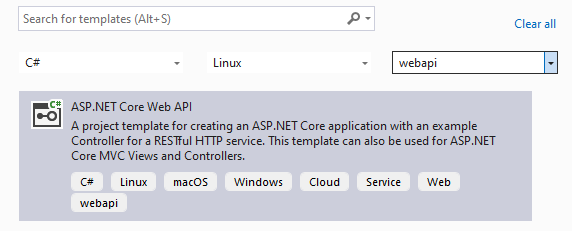 Search for templates (Alt+S)
Clear all
C#
Linux
webapi
C#
ASP.NET Core Web API
A project template for creating an ASP.NET Core application with an example
Controller for a RESTful HTTP service. This template can also be used for ASP.NET
Core MVC Views and Controllers.
C# Linux macOS Windows Cloud Service Web
webapi